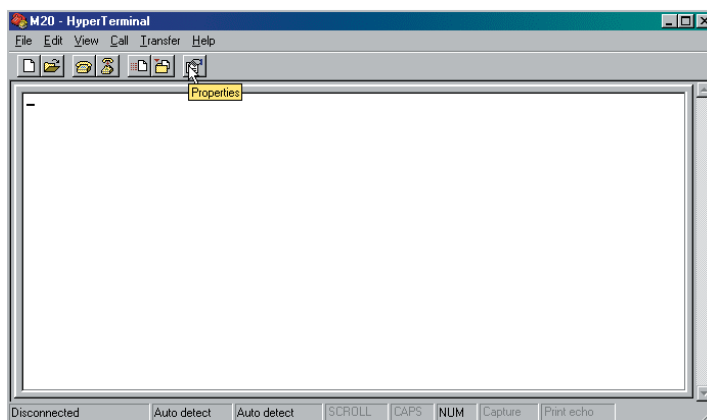 M20 - HyperTerminal
File Edit View Call Transfer Help
Properties
Disconnected Auto detect Auto detect SCROLL CAPS NUM Capture Print echo